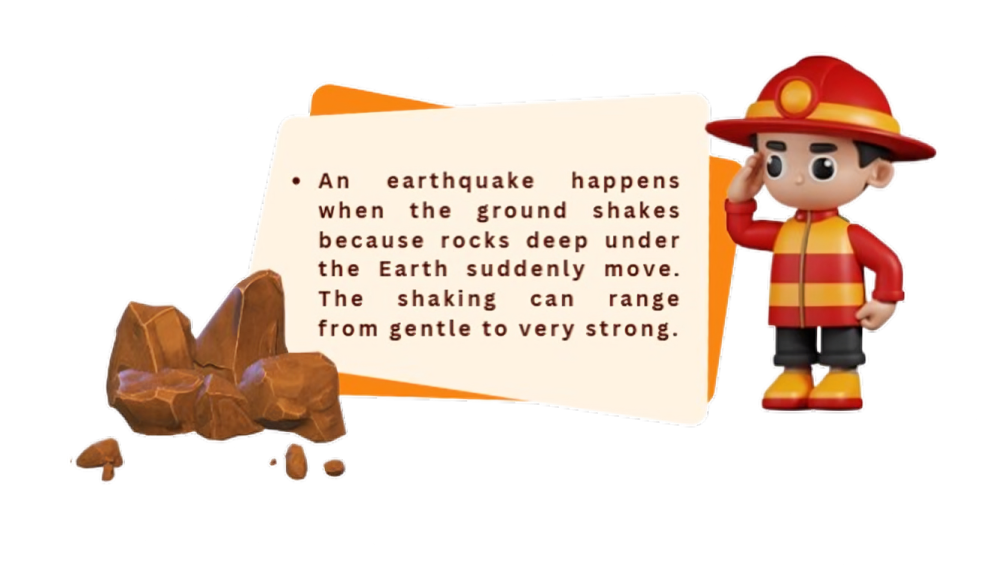 • An earthquake happens
when the ground shakes
because rocks deep under
the Earth suddenly move.
The shaking can range
from gentle to very strong.